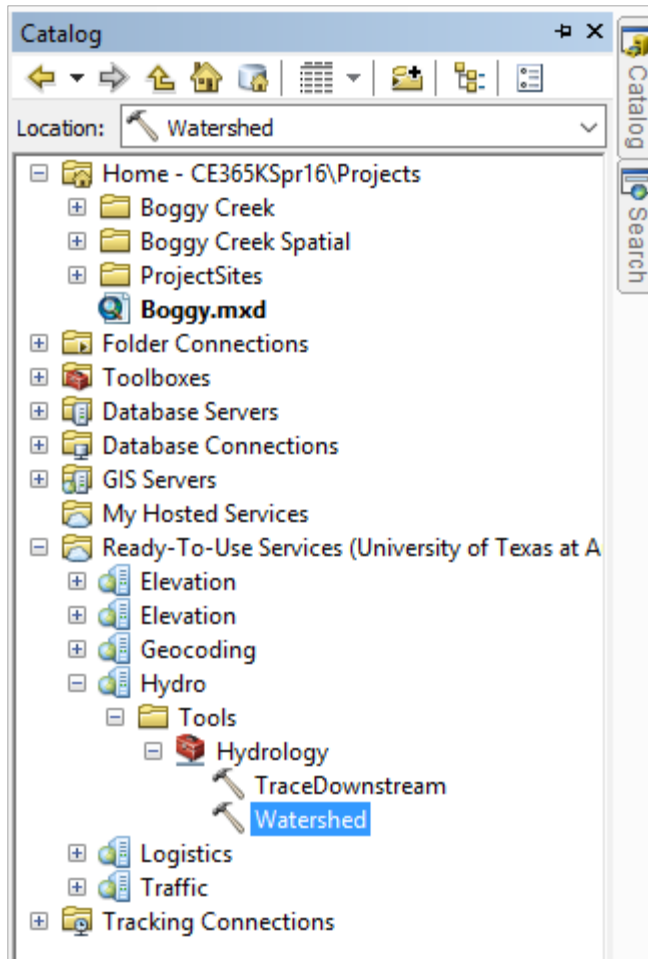 Catalog
Location: Watershed
Home - CE365KSpr16\Projects
Boggy Creek
Boggy Creek Spatial
ProjectSites
Boggy.mxd
Folder Connections
Toolboxes
Database Servers
Database Connections
GIS Servers
My Hosted Services
Ready-To-Use Services (University of Texas at A
Elevation
Elevation
Geocoding
Hydro
Tools
Hydrology
TraceDownstream
Watershed
Logistics
Traffic
Tracking Connections
Catalog
Search